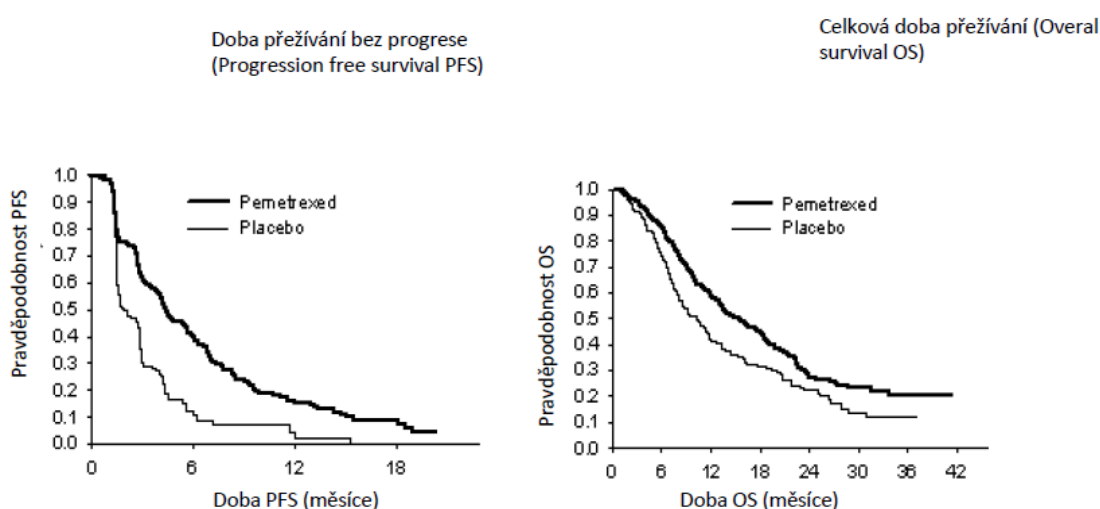 Doba přežívání bez progrese
(Progression free survival PFS)
Celková doba přežívání (Overal
survival OS)
Pravděpodobnost PFS
1.0
0.9
0.8
0.7
0.6
0.5
0.4
0.3
0.2
0.1
0.0
Pemetrexed
Placebo
0 6 12 18
Doba PFS (měsíce)
Pravděpodobnost OS
1.0
0.9
0.8
0.7
0.6
0.5
0.4
0.3
0.2
0.1
0.0
Pemetrexed
Placebo
0 6 12 18 24 30 36 42
Doba OS (měsíce)